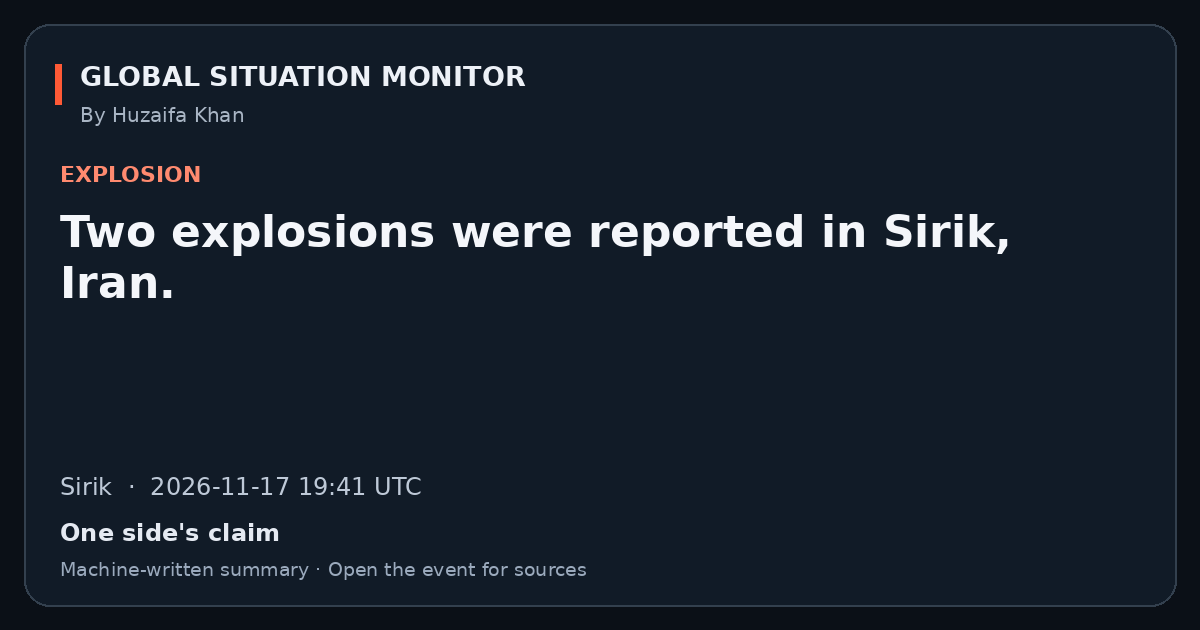 GLOBAL SITUATION MONITOR
By Huzaifa Khan
EXPLOSION
Two explosions were reported in Sirik,
Iran.
Sirik · 2026-11-17 19:41 UTC
One side's claim
Machine-written summary · Open the event for sources